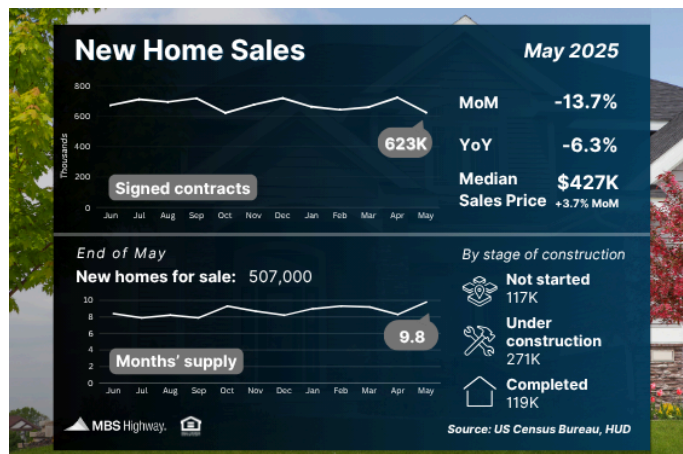 New Home Sales
May 2025
800
600
400
200
0
Thousands
623K
Signed contracts
Jun Jul Aug Sep Oct Nov Dec Jan Feb Mar Apr May
MoM -13.7%
YoY -6.3%
Median
Sales Price
$427K
+3.7% MoM
End of May
New homes for sale: 507,000
10
8
6
4
2
0
9.8
Months' supply
Jun Jul Aug Sep Oct Nov Dec Jan Feb Mar Apr May
By stage of construction
Not started
117K
Under
construction
271K
Completed
119K
MBS Highway.
Source: US Census Bureau, HUD